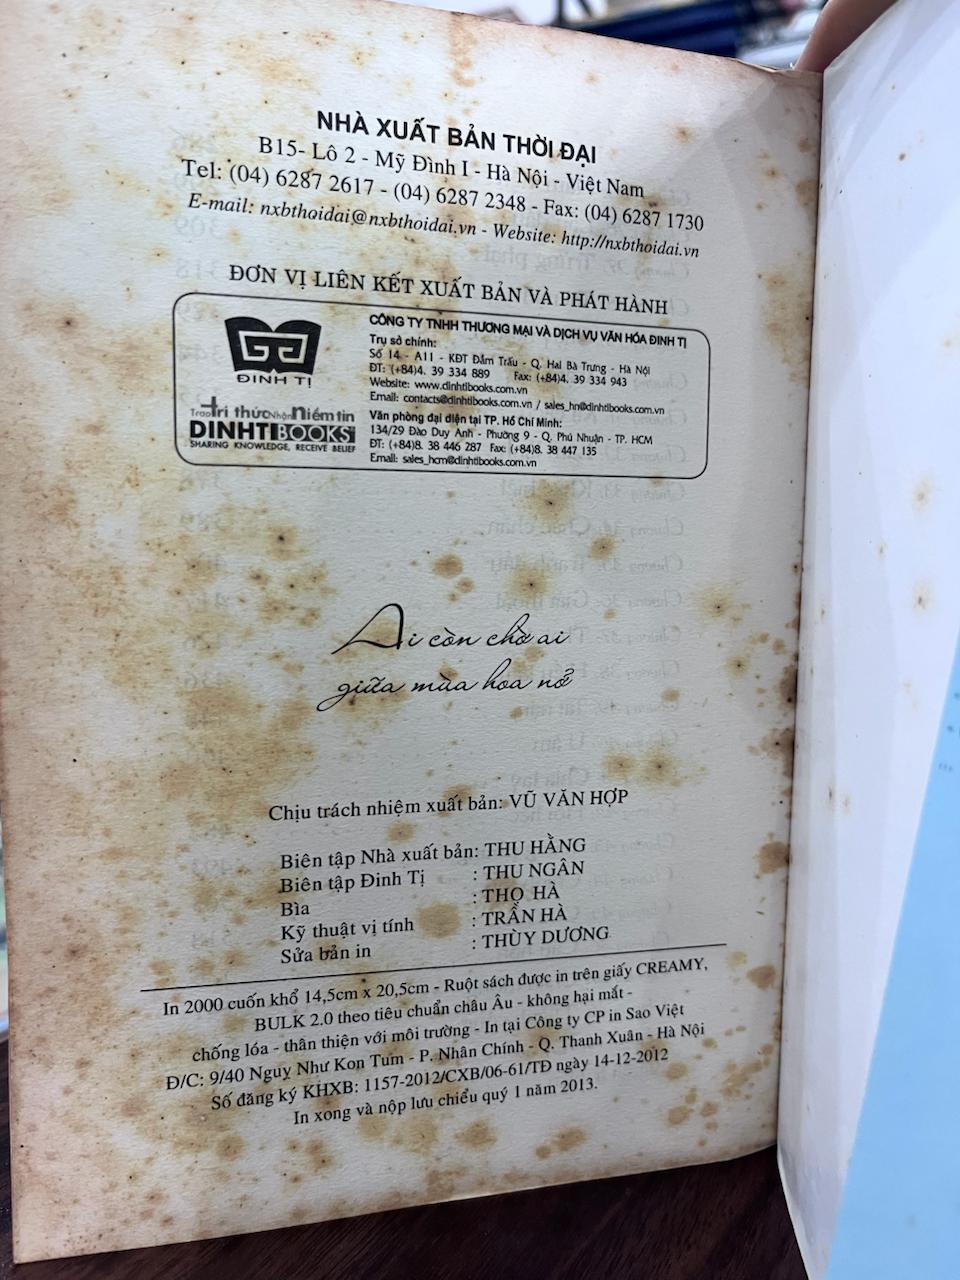 NHÀ XUẤT BẢN THỜI ĐẠI
B15- Lô 2 - Mỹ Đình I - Hà Nội - Việt Nam
Tel: (04) 6287 2617 - (04) 6287 2348 - Fax: (04) 6287 1730
E-mail: nxbthoidai@nxbthoidai.vn - Website: http://nxbthoidai.vn
ĐƠN VỊ LIÊN KẾT XUẤT BẢN VÀ PHÁT HÀNH
ĐINH TỊ
Trao tri thức Nhận niềm tin
DINHTIBOOKS
SHARING KNOWLEDGE, RECEIVE BELIEF
CÔNG TY TNHH THƯƠNG MẠI VÀ DỊCH VỤ VĂN HÓA ĐINH TỊ
Trụ sở chính:
Số 14 - A11 - KĐT Đầm Trấu - Q. Hai Bà Trưng - Hà Nội
ĐT: (+84)4. 39 334 889 Fax: (+84)4. 39 334 943
Website: www.dinhtibooks.com.vn
Email: contacts@dinhtibooks.com.vn / sales_hn@dinhtibooks.com.vn
Văn phòng đại diện tại TP. Hồ Chí Minh:
134/29 Đào Duy Anh - Phường 9 - Q. Phú Nhuận - TP. HCM
ĐT: (+84)8. 38 446 287 Fax: (+84)8. 38 447 135
Email: sales_hcm@dinhtibooks.com.vn
Ai còn chờ ai
giữa mùa hoa nở
Chịu trách nhiệm xuất bản: VŨ VĂN HỢP
Biên tập Nhà xuất bản: THU HẰNG
Biên tập Đinh Tị : THU NGÂN
Bìa : THỌ HÀ
Kỹ thuật vi tính : TRẦN HÀ
Sửa bản in : THÙY DƯƠNG
In 2000 cuốn khổ 14,5cm x 20,5cm - Ruột sách được in trên giấy CREAMY,
BULK 2.0 theo tiêu chuẩn châu Âu - không hại mắt -
chống lóa - thân thiện với môi trường - In tại Công ty CP in Sao Việt
Đ/C: 9/40 Ngụy Như Kon Tum - P. Nhân Chính - Q. Thanh Xuân - Hà Nội
Số đăng ký KHXB: 1157-2012/CXB/06-61/TĐ ngày 14-12-2012
In xong và nộp lưu chiểu quý 1 năm 2013.